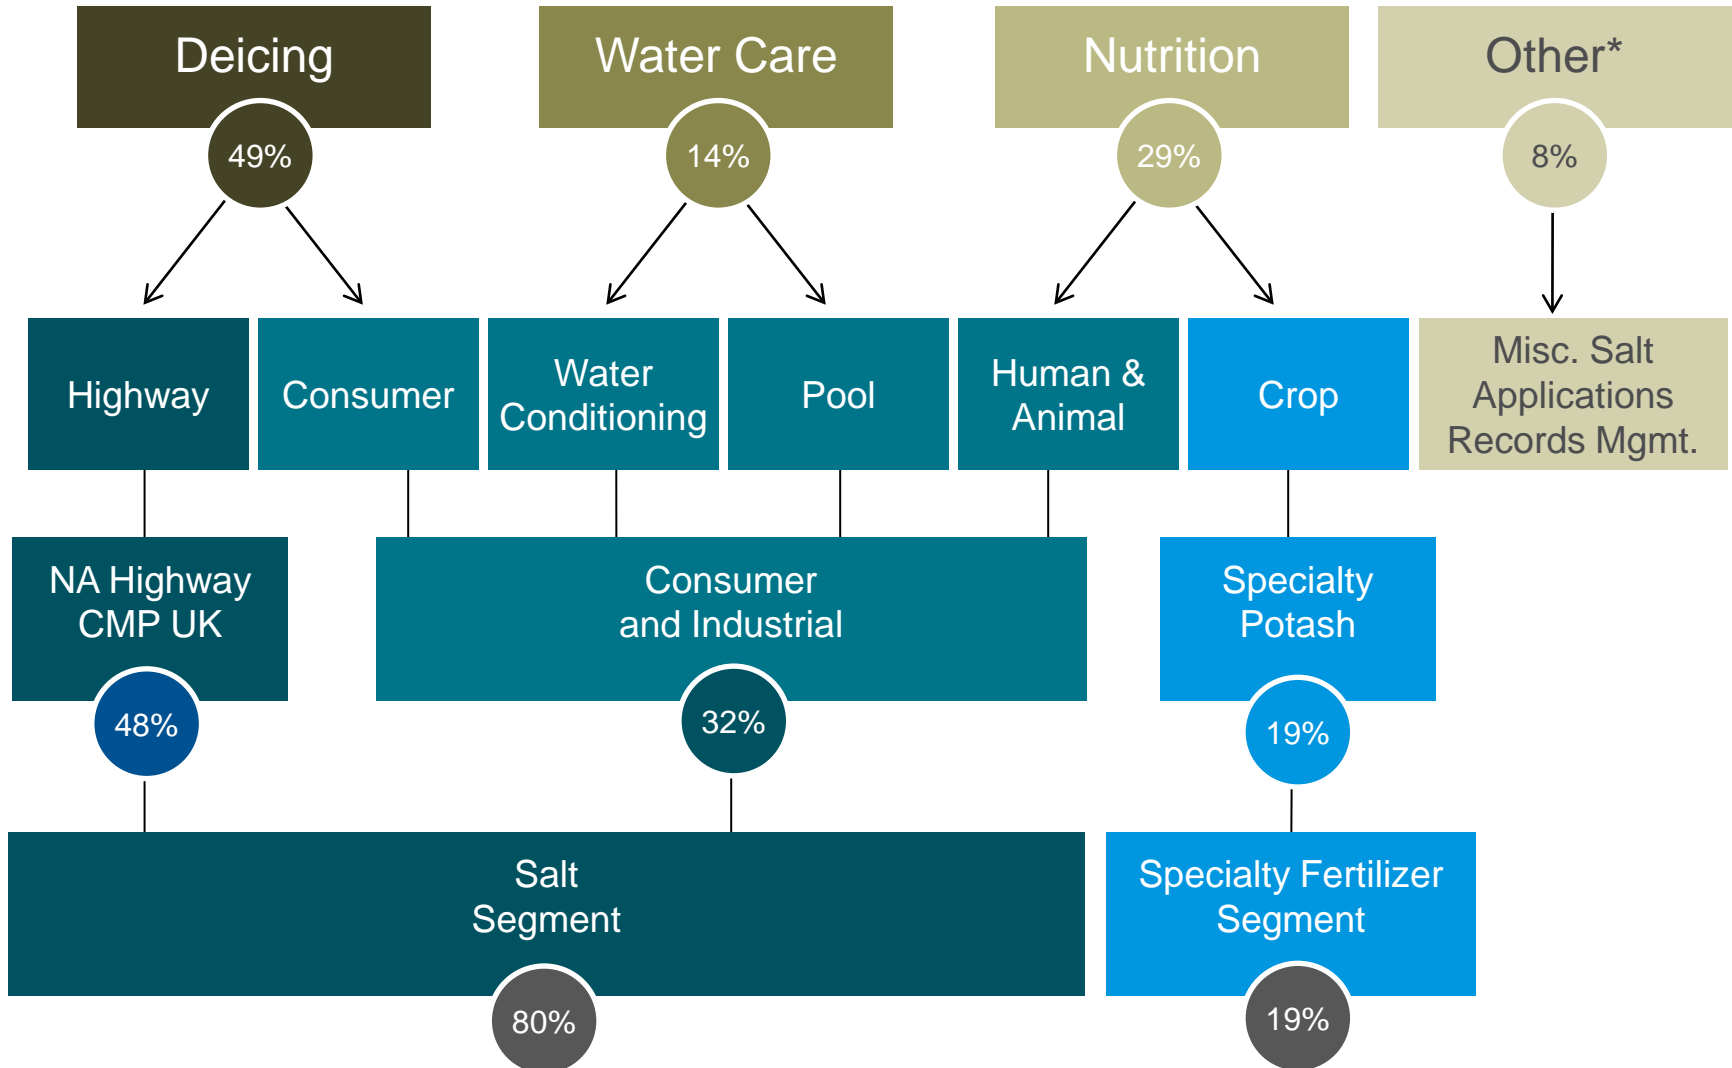 Deicing
Water Care
Nutrition
Other*
49%
14%
29%
8%
Highway
Consumer
Water
Conditioning
Pool
Human &
Animal
Crop
Misc. Salt
Applications
Records Mgmt.
NA Highway
CMP UK
Consumer
and Industrial
Specialty
Potash
48%
32%
19%
Salt
Segment
Specialty Fertilizer
Segment
80%
19%